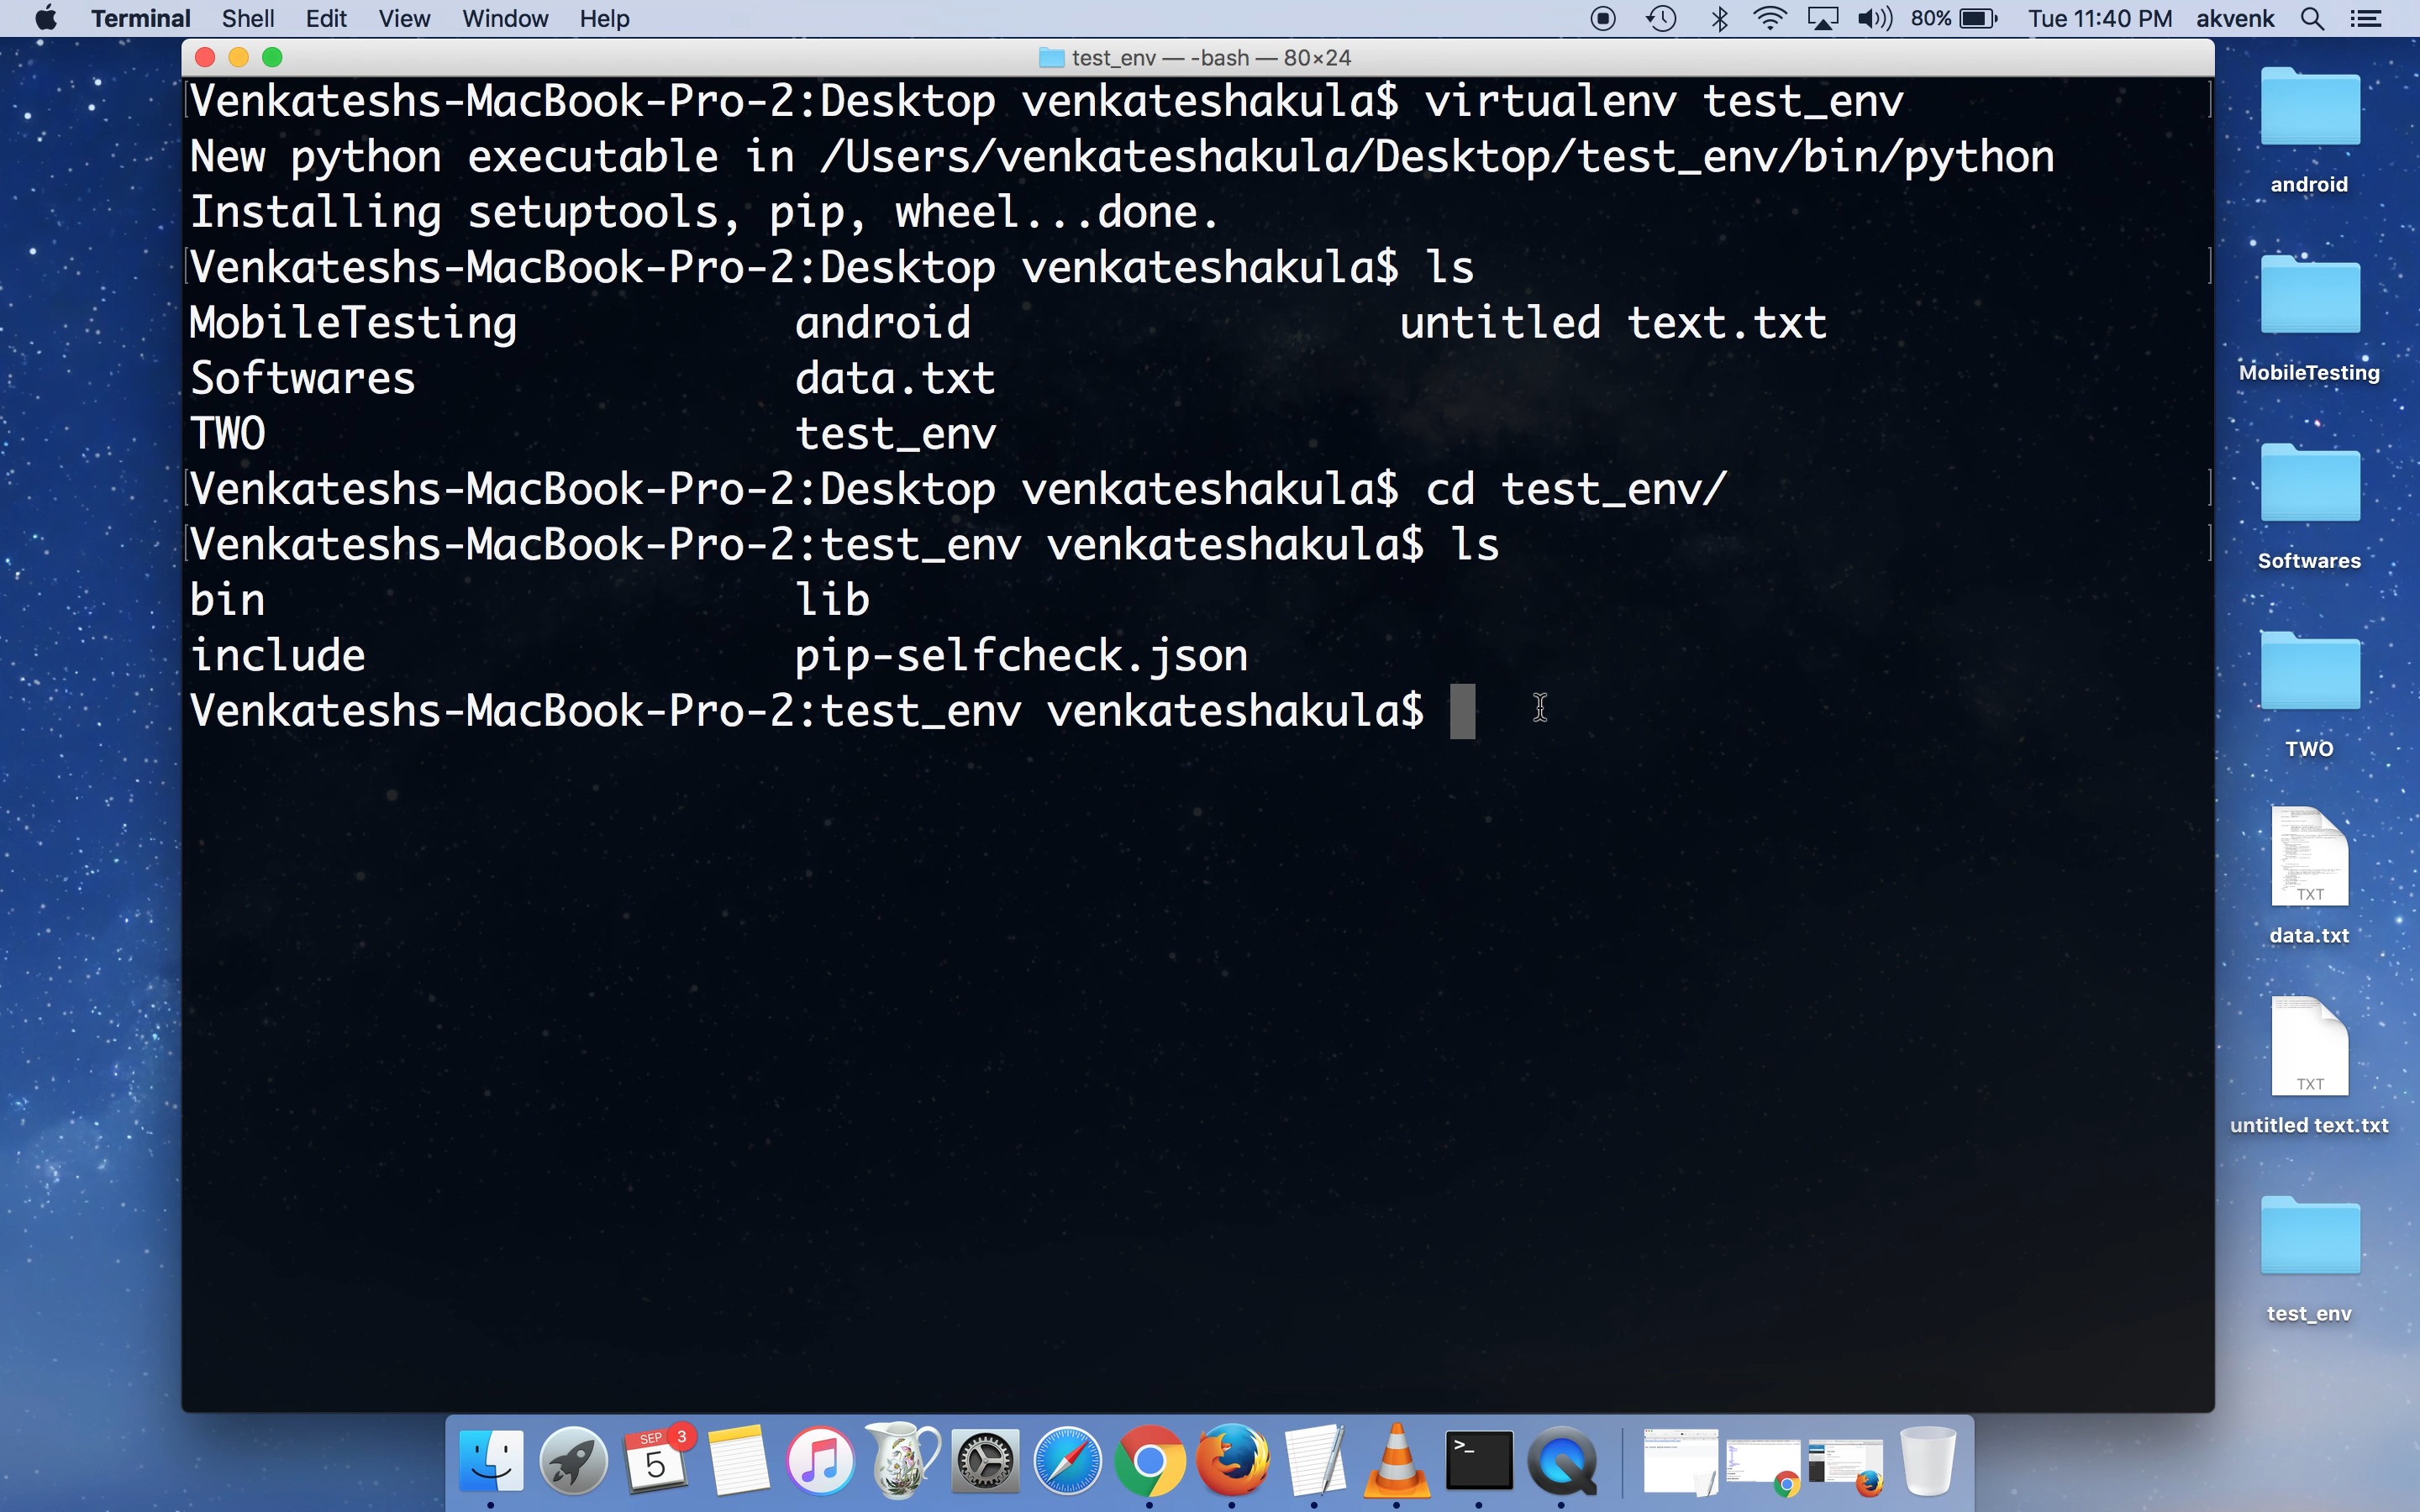 Terminal Shell Edit View Window Help 80% Tue 11:40 PM akvenk
test_env — -bash — 80×24
Venkateshs-MacBook-Pro-2:Desktop venkateshakula$ virtualenv test_env
New python executable in /Users/venkateshakula/Desktop/test_env/bin/python
Installing setuptools, pip, wheel...done.
Venkateshs-MacBook-Pro-2:Desktop venkateshakula$ ls
MobileTesting android untitled text.txt
Softwares data.txt
TWO test_env
Venkateshs-MacBook-Pro-2:Desktop venkateshakula$ cd test_env/
Venkateshs-MacBook-Pro-2:test_env venkateshakula$ ls
bin lib
include pip-selfcheck.json
Venkateshs-MacBook-Pro-2:test_env venkateshakula$
android
MobileTesting
Softwares
TWO
TXT
data.txt
TXT
untitled text.txt
test_env
SEP 3
5
>_